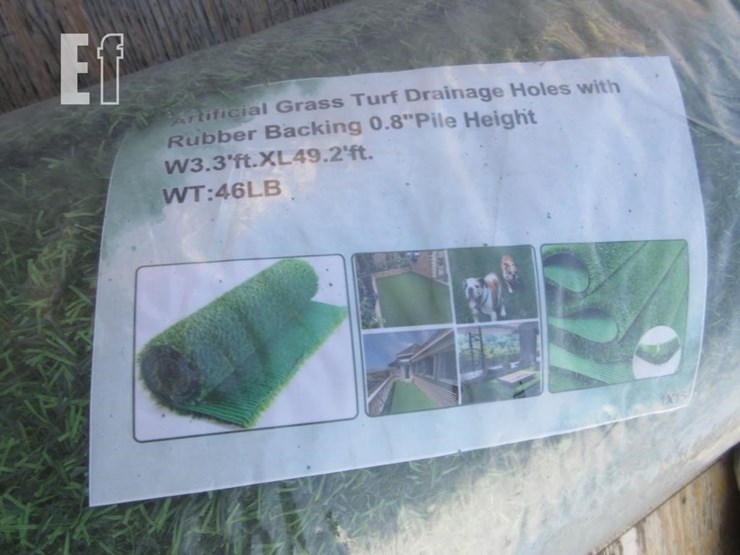 Ef
Artificial Grass Turf Drainage Holes with
Rubber Backing 0.8"Pile Height
W3.3'ft.XL49.2'ft.
WT:46LB